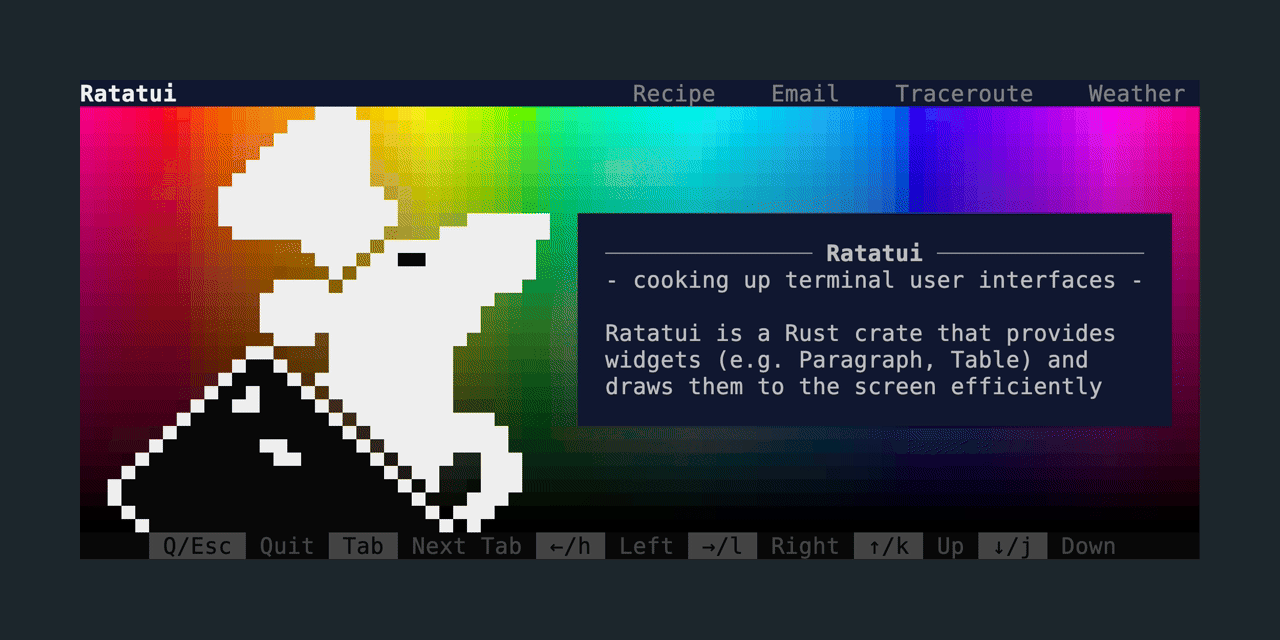 Ratatui Recipe Email Traceroute Weather
Ratatui
- cooking up terminal user interfaces -
Ratatui is a Rust crate that provides
widgets (e.g. Paragraph, Table) and
draws them to the screen efficiently
Q/Esc Quit Tab Next Tab ←/h Left →/l Right ↑/k Up ↓/j Down